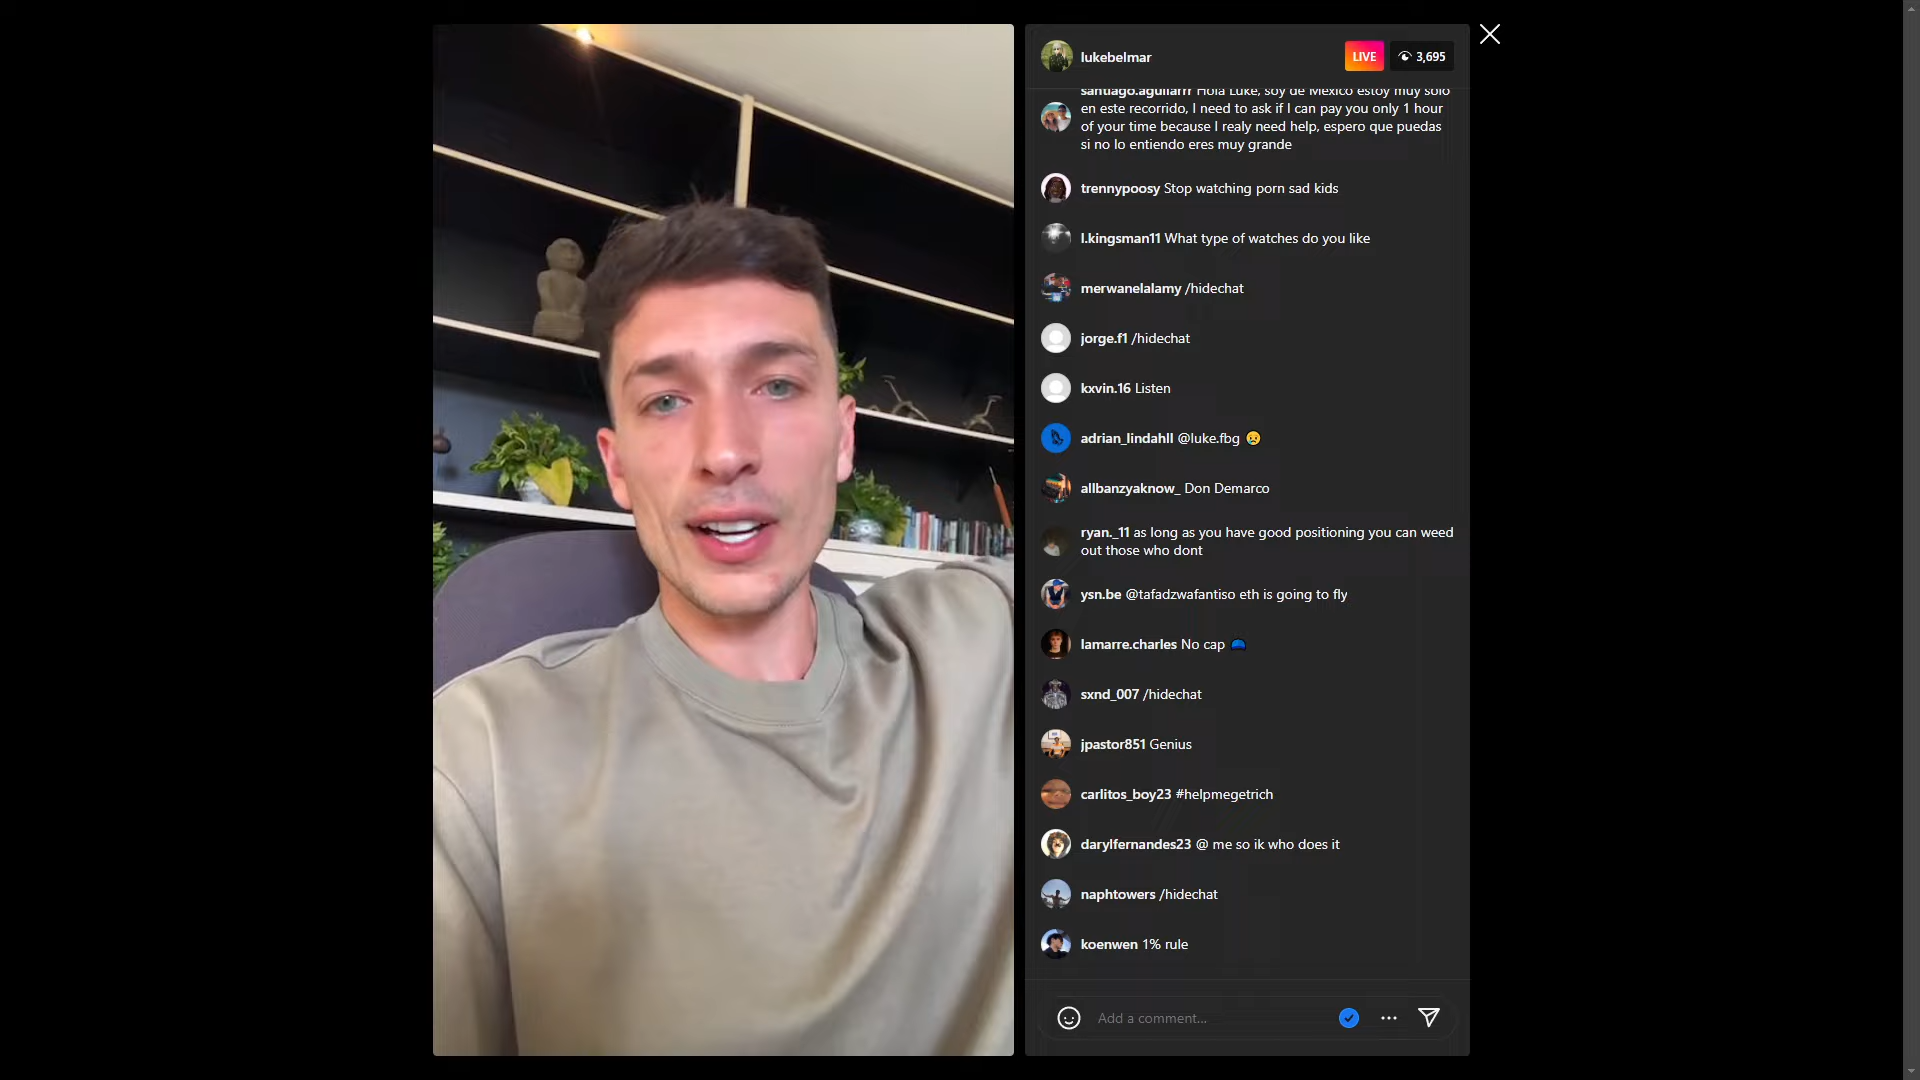 lukebelmar
LIVE
3,695
santiago.aguilarrr Hola Luke, soy de Mexico estoy muy solo
en este recorrido, I need to ask if I can pay you only 1 hour
of your time because I realy need help, espero que puedas
si no lo entiendo eres muy grande
trennypoosy Stop watching porn sad kids
l.kingsman11 What type of watches do you like
merwanelalamy /hidechat
jorge.f1 /hidechat
kxvin.16 Listen
adrian_lindahll @luke.fbg 😥
allbanzyaknow_ Don Demarco
ryan._11 as long as you have good positioning you can weed
out those who dont
ysn.be @tafadzwafantiso eth is going to fly
lamarre.charles No cap 🧢
sxnd_007 /hidechat
jpastor851 Genius
carlitos_boy23 #helpmegetrich
darylfernandes23 @ me so ik who does it
naphtowers /hidechat
koenwen 1% rule
Add a comment...